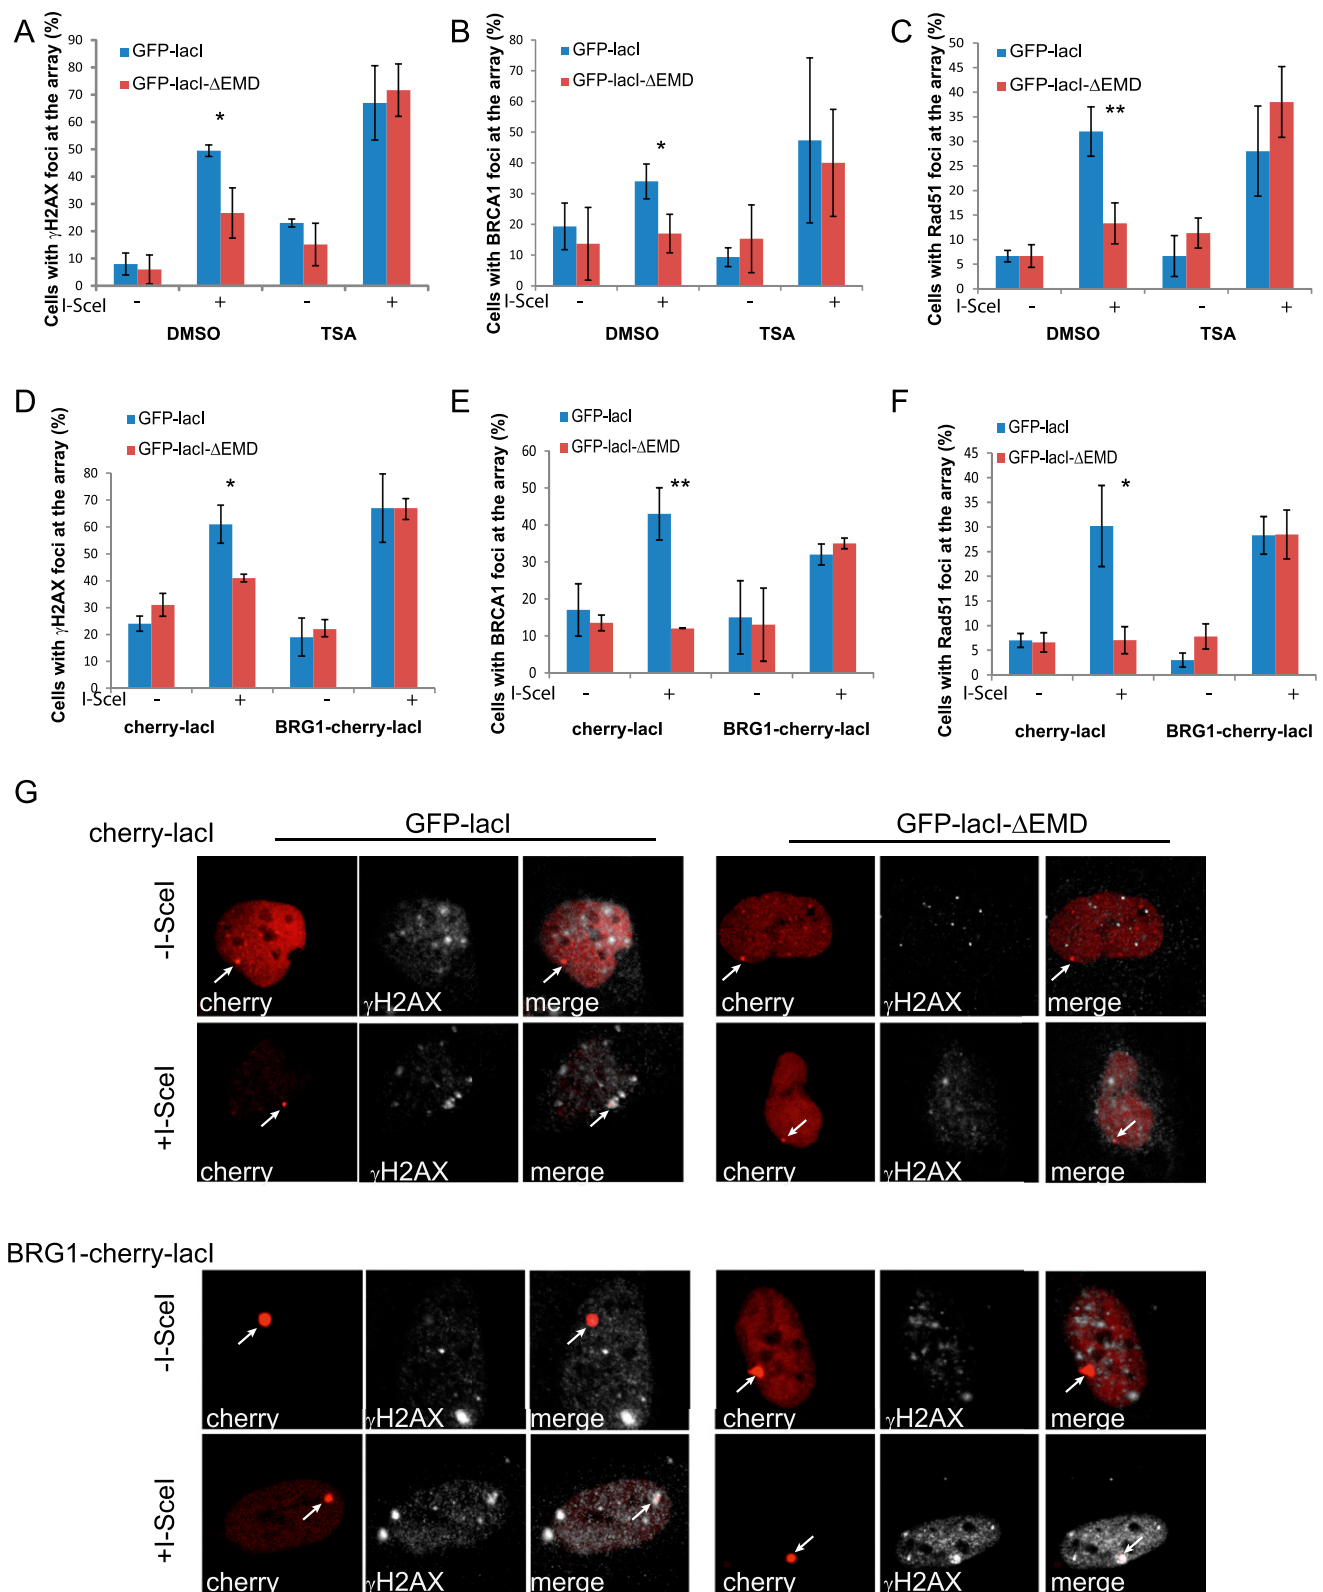 A
Cells with γH2AX foci at the array (%)
GFP-lacI
GFP-lacI-ΔEMD
90
80
70
60
50
40
30
20
10
0
*
I-SceI - + - +
DMSO TSA
B
Cells with BRCA1 foci at the array (%)
GFP-lacI
GFP-lacI-ΔEMD
80
70
60
50
40
30
20
10
0
*
I-SceI - + - +
DMSO TSA
C
Cells with Rad51 foci at the array (%)
GFP-lacI
GFP-lacI-ΔEMD
50
45
40
35
30
25
20
15
10
5
0
**
I-SceI - + - +
DMSO TSA
D
Cells with γH2AX foci at the array (%)
GFP-lacI
GFP-lacI-ΔEMD
80
70
60
50
40
30
20
10
0
*
I-SceI - + - +
cherry-lacI BRG1-cherry-lacI
E
Cells with BRCA1 foci at the array (%)
GFP-lacI
GFP-lacI-ΔEMD
60
50
40
30
20
10
0
**
I-SceI - + - +
cherry-lacI BRG1-cherry-lacI
F
Cells with Rad51 foci at the array (%)
GFP-lacI
GFP-lacI-ΔEMD
45
40
35
30
25
20
15
10
5
0
*
I-SceI - + - +
cherry-lacI BRG1-cherry-lacI
G
cherry-lacI GFP-lacI GFP-lacI-ΔEMD
-I-SceI
cherry γH2AX merge cherry γH2AX merge
+I-SceI
cherry γH2AX merge cherry γH2AX merge
BRG1-cherry-lacI
-I-SceI
cherry γH2AX merge cherry γH2AX merge
+I-SceI
cherry γH2AX merge cherry γH2AX merge